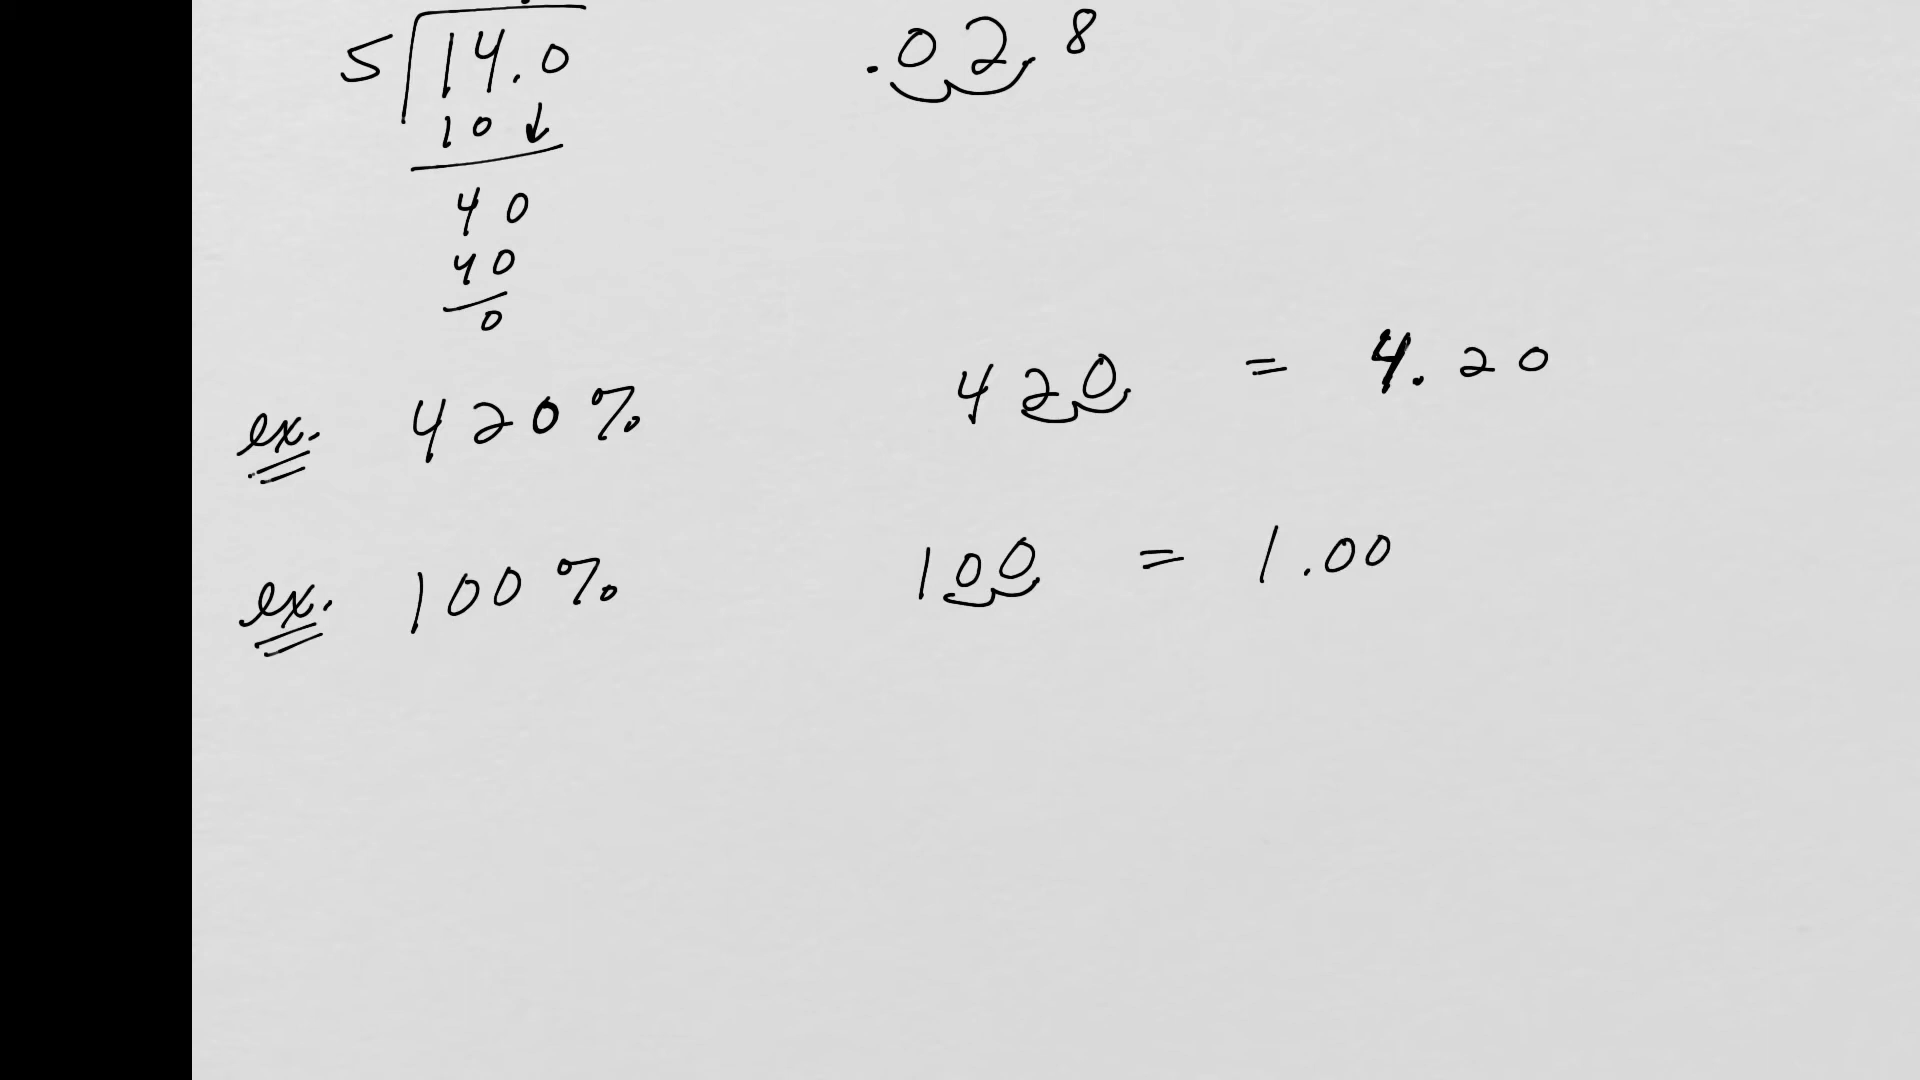 5 14.0 .02.8
10 ↓
40
40
0
ex. 420% 420. = 4.20
ex. 100% 100. = 1.00